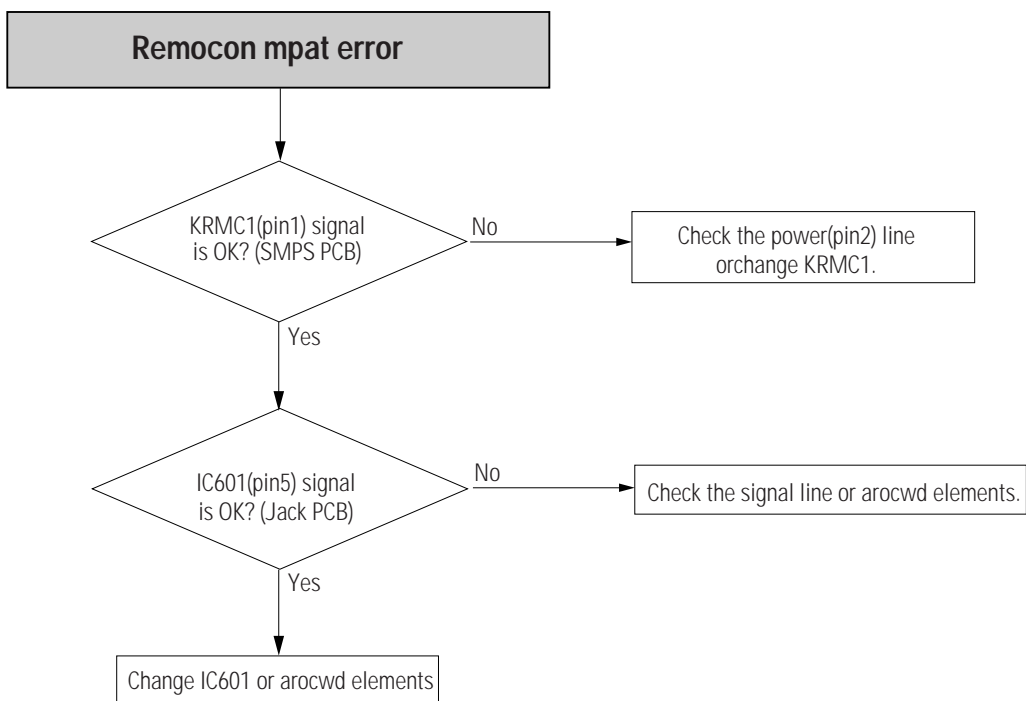 Remocon mpat error
KRMC1(pin1) signal
is OK? (SMPS PCB)
No
Check the power(pin2) line
orchange KRMC1.
Yes
IC601(pin5) signal
is OK? (Jack PCB)
No
Check the signal line or arocwd elements.
Yes
Change IC601 or arocwd elements